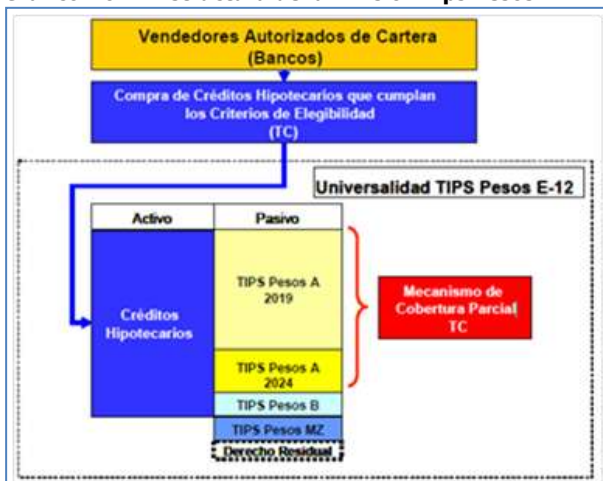 Vendedores Autorizados de Cartera
(Bancos)
Compra de Créditos Hipotecarios que cumplan
los Criterios de Elegibilidad
(TC)
Universalidad TIPS Pesos E-12
Activo
Pasivo
Créditos
Hipotecarios
TIPS Pesos A
2019
TIPS Pesos A
2024
TIPS Pesos B
TIPS Pesos MZ
Derecho Residual
Mecanismo de
Cobertura Parcial
TC